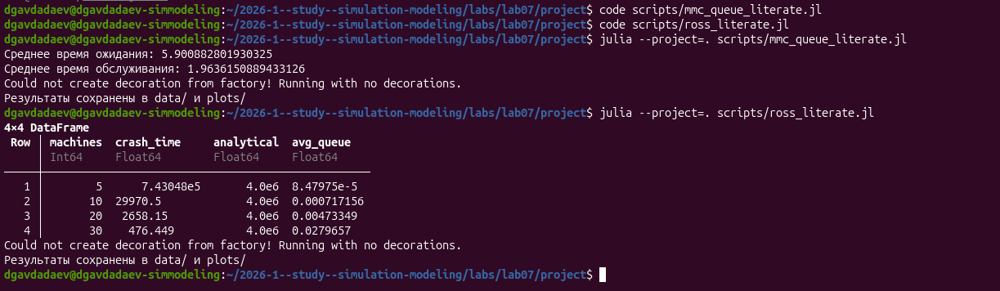 dgavdadaev@dgavdadaev-simmodeling:~/2026-1--study--simulation-modeling/labs/lab07/project$ code scripts/mmc_queue_literate.jl
dgavdadaev@dgavdadaev-simmodeling:~/2026-1--study--simulation-modeling/labs/lab07/project$ code scripts/ross_literate.jl
dgavdadaev@dgavdadaev-simmodeling:~/2026-1--study--simulation-modeling/labs/lab07/project$ julia --project=. scripts/mmc_queue_literate.jl
Среднее время ожидания: 5.900882801930325
Среднее время обслуживания: 1.9636150889433126
Could not create decoration from factory! Running with no decorations.
Результаты сохранены в data/ и plots/
dgavdadaev@dgavdadaev-simmodeling:~/2026-1--study--simulation-modeling/labs/lab07/project$ julia --project=. scripts/ross_literate.jl
4×4 DataFrame
Row machines crash_time analytical avg_queue
Int64 Float64 Float64 Float64
1 5 7.43048e5 4.0e6 8.47975e-5
2 10 29970.5 4.0e6 0.000717156
3 20 2658.15 4.0e6 0.00473349
4 30 476.449 4.0e6 0.0279657
Could not create decoration from factory! Running with no decorations.
Результаты сохранены в data/ и plots/
dgavdadaev@dgavdadaev-simmodeling:~/2026-1--study--simulation-modeling/labs/lab07/project$